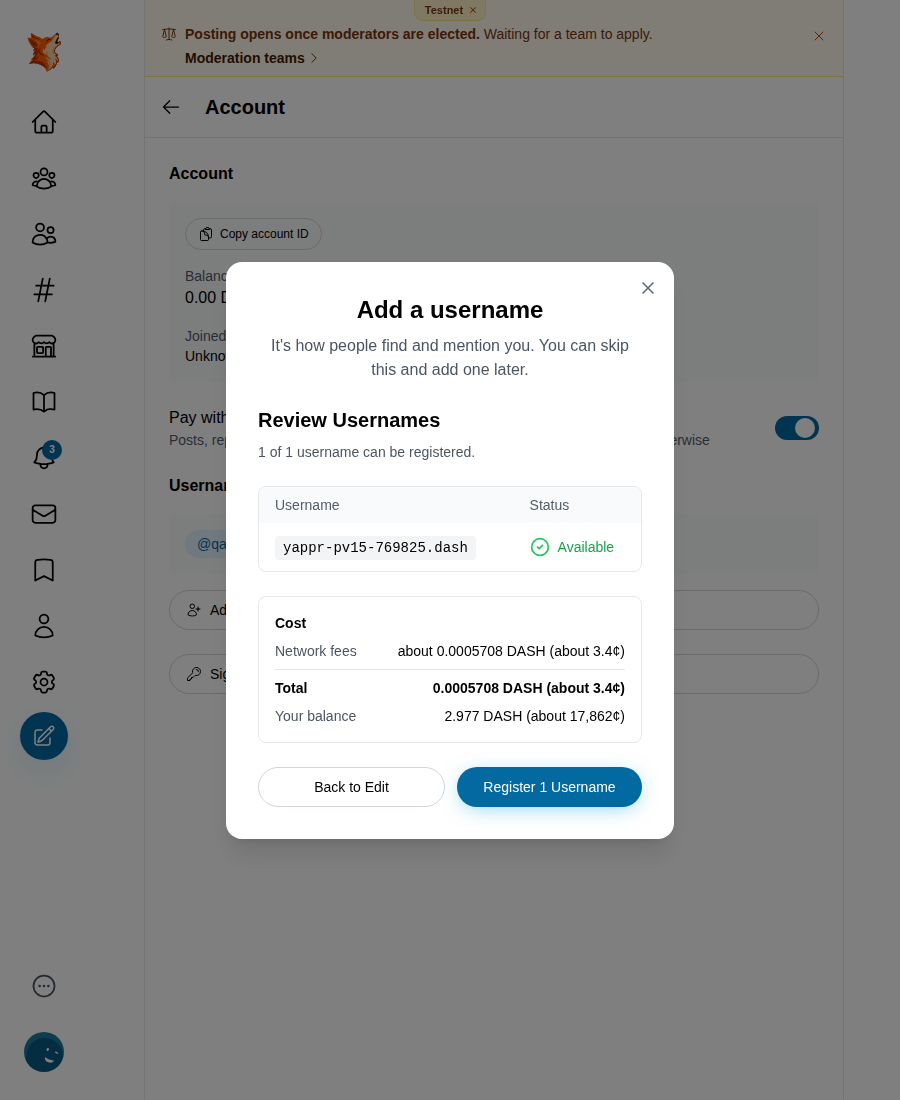 Testnet ×
Posting opens once moderators are elected. Waiting for a team to apply.
Moderation teams
Account
Account
Copy account ID
0.00
Joined
Pay with
erwise
3
Add a username
It's how people find and mention you. You can skip
this and add one later.
Review Usernames
1 of 1 username can be registered.
Username Status
yappr-pv15-769825.dash Available
Cost
Network fees about 0.0005708 DASH (about 3.4¢)
Total 0.0005708 DASH (about 3.4¢)
Your balance 2.977 DASH (about 17,862¢)
Back to Edit Register 1 Username